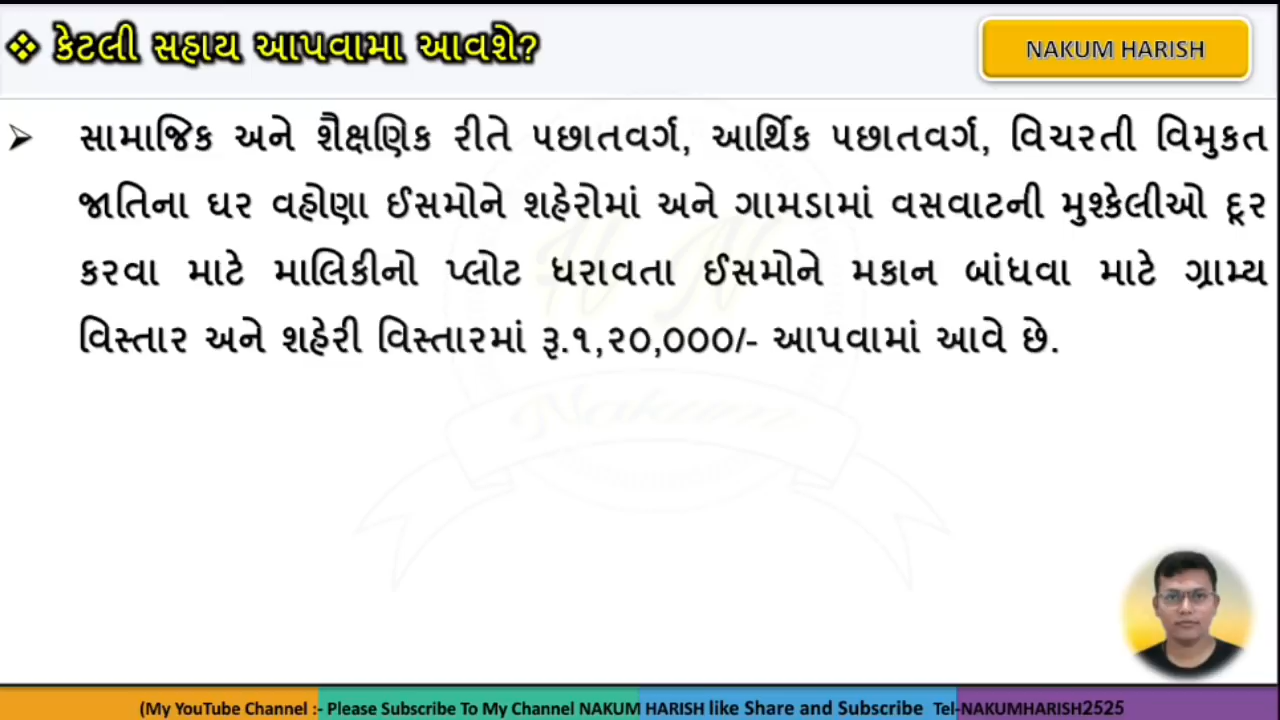 ❖ કેટલી સહાય આપવામા આવશે?
NAKUM HARISH
➢ સામાજિક અને શૈક્ષણિક રીતે પછાતવર્ગ, આર્થિક પછાતવર્ગ, વિચરતી વિમુકત
જાતિના ઘર વહોણા ઈસમોને શહેરોમાં અને ગામડામાં વસવાટની મુશ્કેલીઓ દૂર
કરવા માટે માલિકીનો પ્લોટ ધરાવતા ઈસમોને મકાન બાંધવા માટે ગ્રામ્ય
વિસ્તાર અને શહેરી વિસ્તારમાં રૂ.૧,૨૦,૦૦૦/- આપવામાં આવે છે.
H N
Nakum
(My YouTube Channel :- Please Subscribe To My Channel NAKUM HARISH like Share and Subscribe Tel-NAKUMHARISH2525